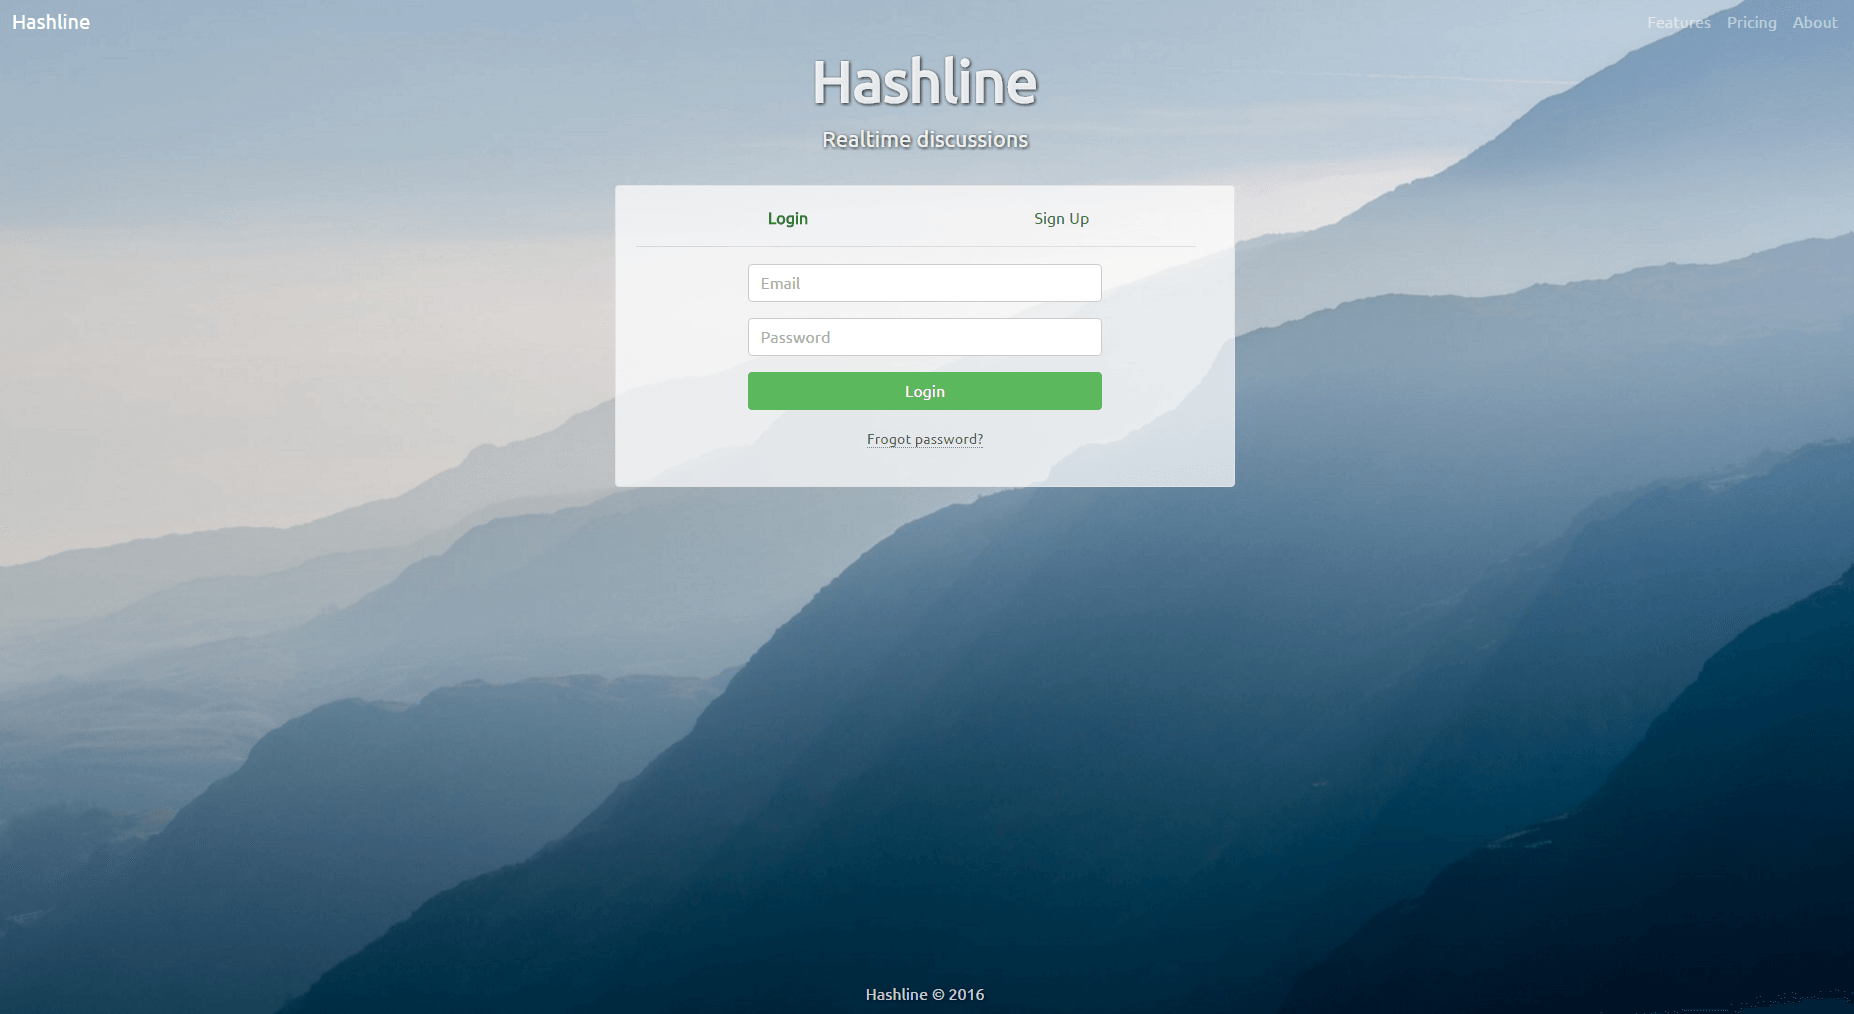 Hashline Features Pricing About
Hashline
Realtime discussions
Login Sign Up
Email
Password
Login
Frogot password?
Hashline © 2016